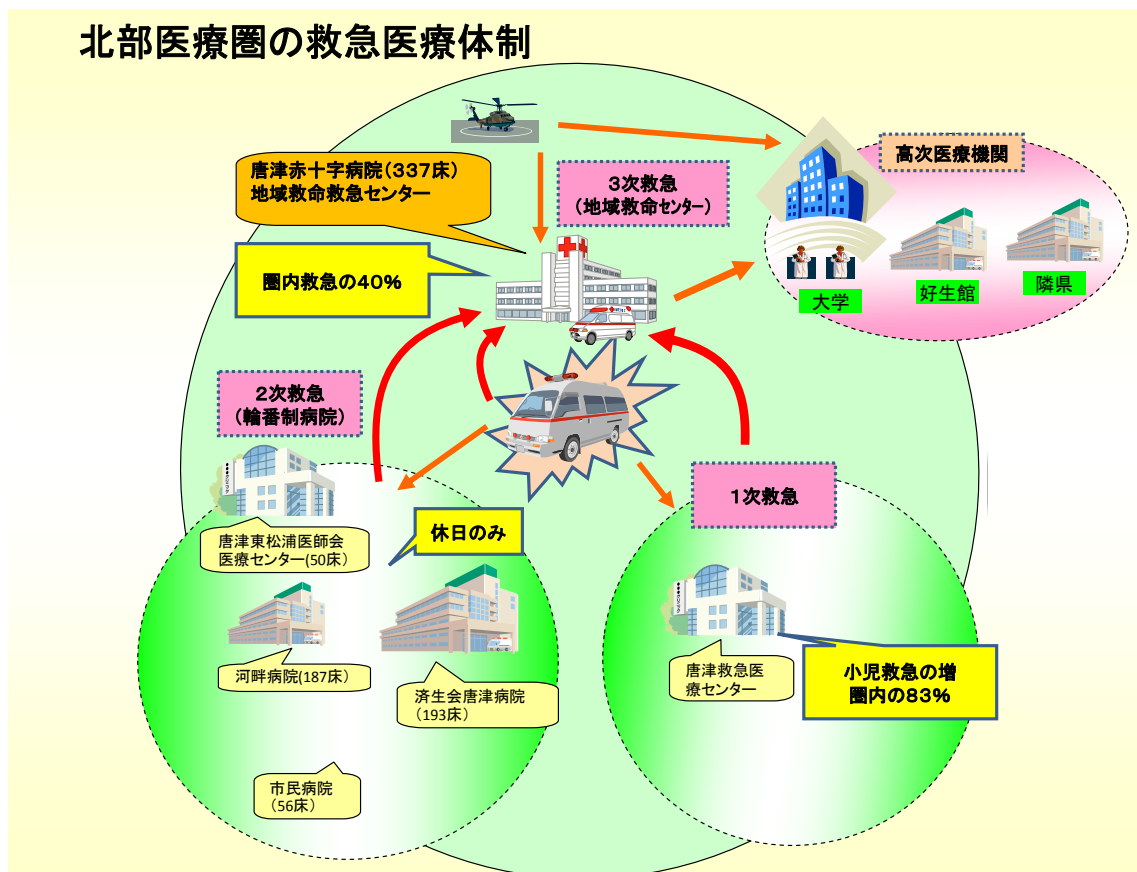 北部医療圏の救急医療体制
高次医療機関
唐津赤十字病院（337床）
地域救命救急センター
３次救急
（地域救命センター）
圏内救急の40%
大学
好生館
隣県
２次救急
（輪番制病院）
１次救急
休日のみ
唐津東松浦医師会
医療センター(50床）
河畔病院(187床）
済生会唐津病院
（193床）
唐津救急医
療センター
小児救急の増
圏内の83%
市民病院
（56床）